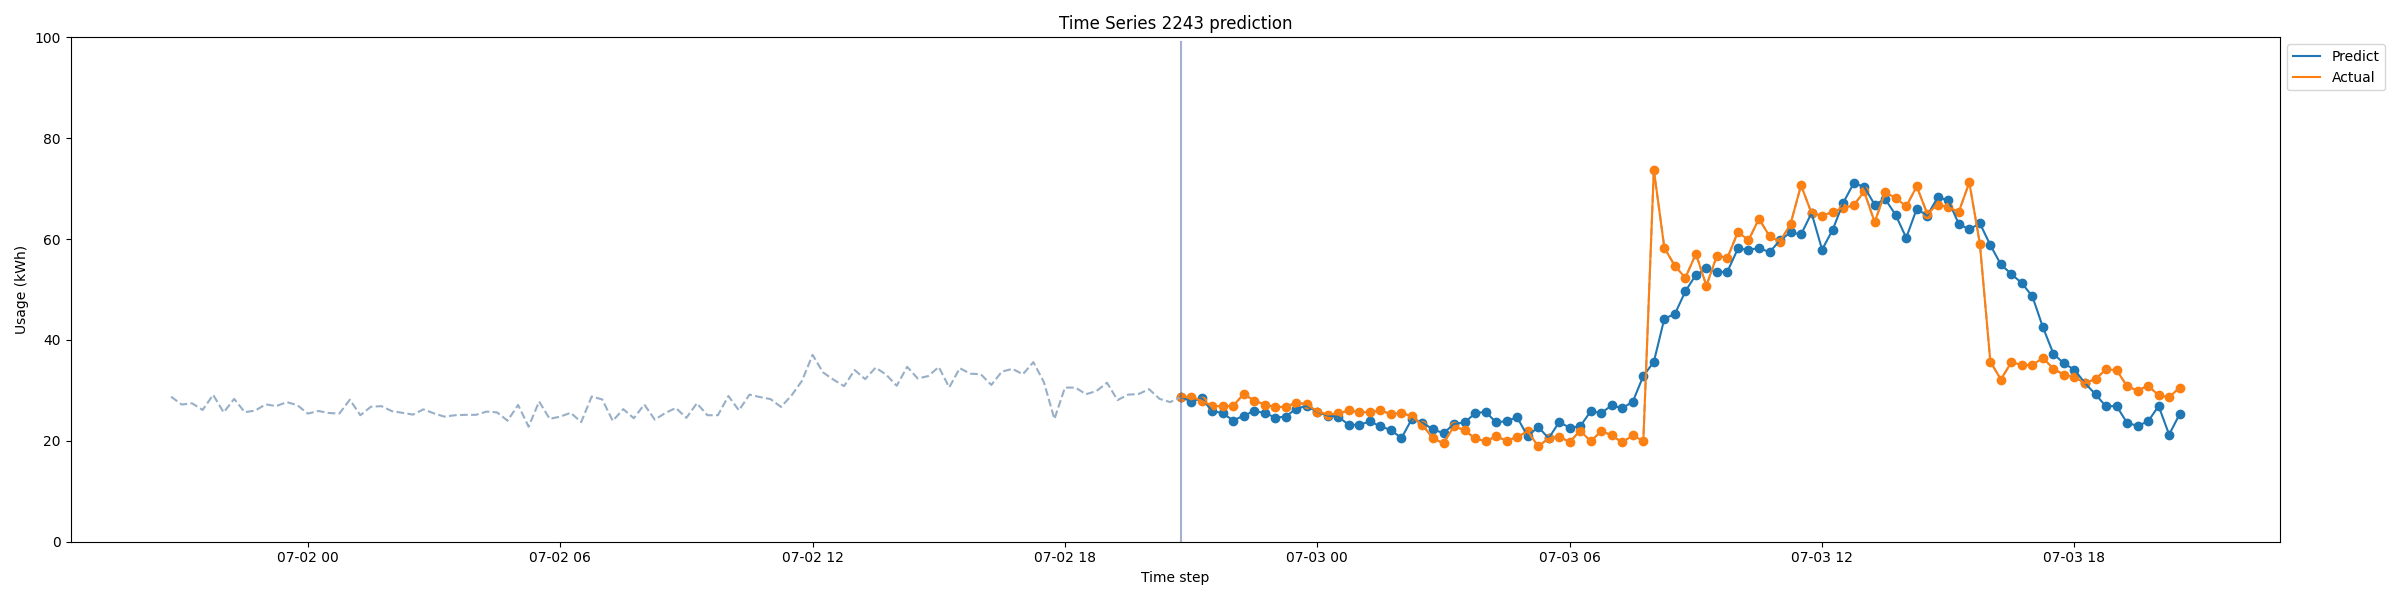 Time Series 2243 prediction
Predict
Actual
Usage (kWh)
100
80
60
40
20
0
07-02 00
07-02 06
07-02 12
07-02 18
07-03 00
07-03 06
07-03 12
07-03 18
Time step